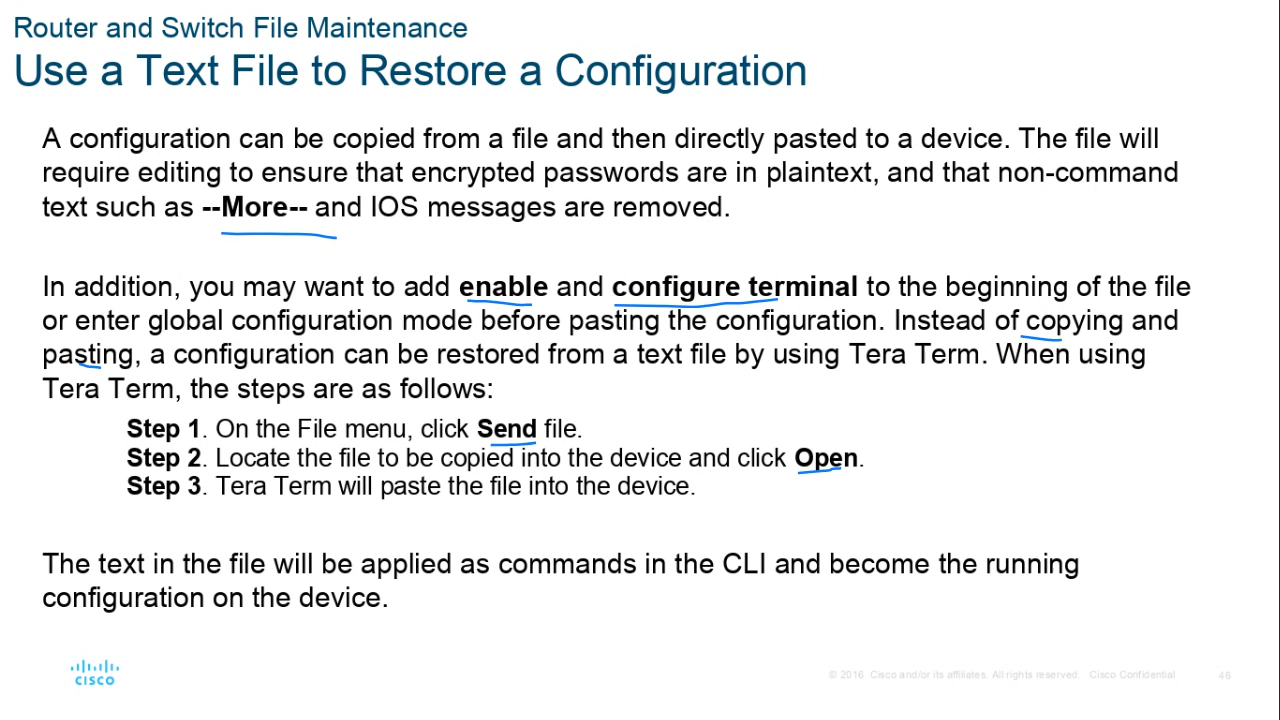 Router and Switch File Maintenance
Use a Text File to Restore a Configuration
A configuration can be copied from a file and then directly pasted to a device. The file will
require editing to ensure that encrypted passwords are in plaintext, and that non-command
text such as --More-- and IOS messages are removed.
In addition, you may want to add enable and configure terminal to the beginning of the file
or enter global configuration mode before pasting the configuration. Instead of copying and
pasting, a configuration can be restored from a text file by using Tera Term. When using
Tera Term, the steps are as follows:
Step 1. On the File menu, click Send file.
Step 2. Locate the file to be copied into the device and click Open.
Step 3. Tera Term will paste the file into the device.
The text in the file will be applied as commands in the CLI and become the running
configuration on the device.
CISCO
© 2016 Cisco and/or its affiliates. All rights reserved. Cisco Confidential
46